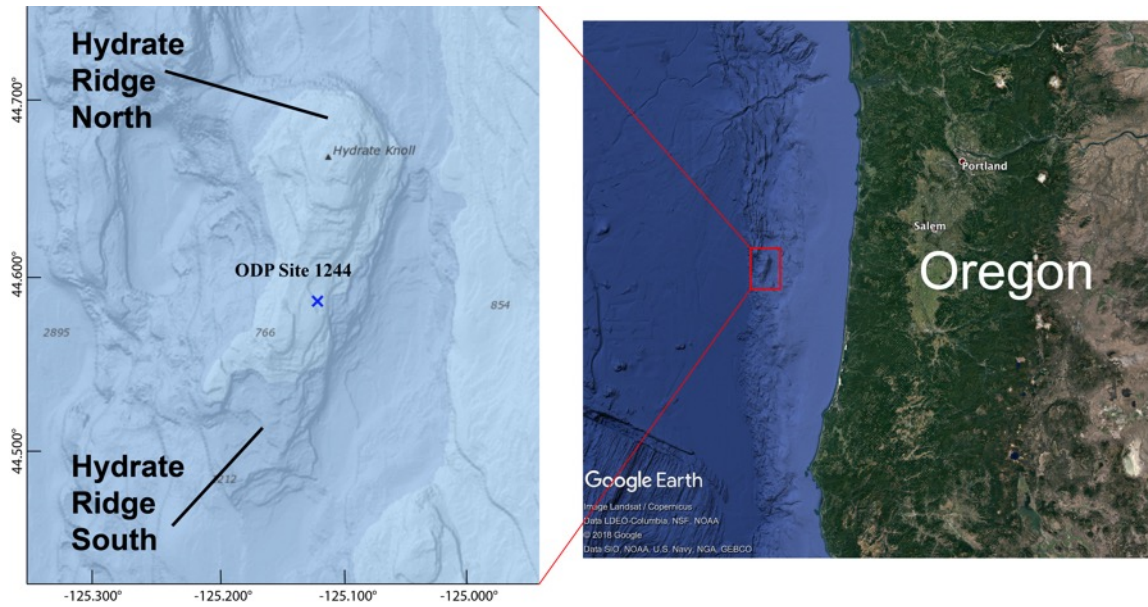 Hydrate
Ridge
North
44.700°
Hydrate Knoll
ODP Site 1244
44.600°
2895
766
854
44.500°
Hydrate
Ridge
South
-125.300°
-125.200°
-125.100°
-125.000°
Portland
Salem
Oregon
Google Earth
Image Landsat / Copernicus
Data LDEO-Columbia, NSF, NOAA
© 2018 Google
Data SIO, NOAA, U.S. Navy, NGA, GEBCO